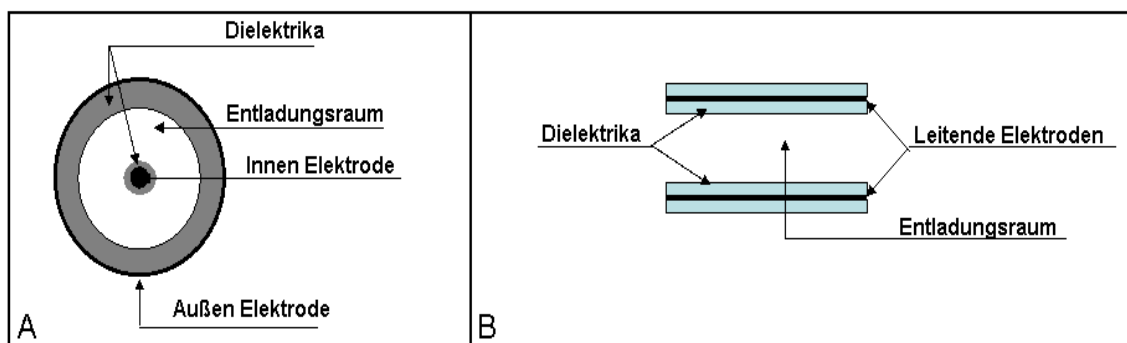 Dielektrika
Entladungsraum
Innen Elektrode
Außen Elektrode
A
Dielektrika
Leitende Elektroden
Entladungsraum
B